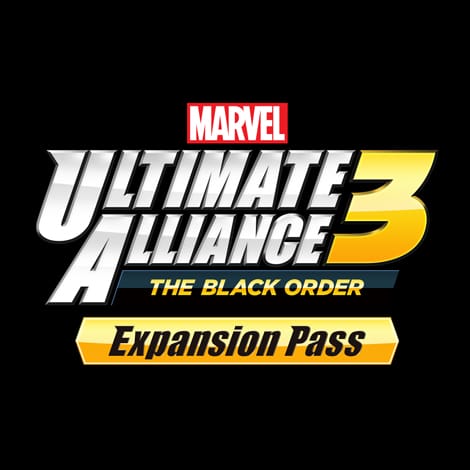 MARVEL
ULTIMATE
ALLIANCE 3
THE BLACK ORDER
Expansion Pass